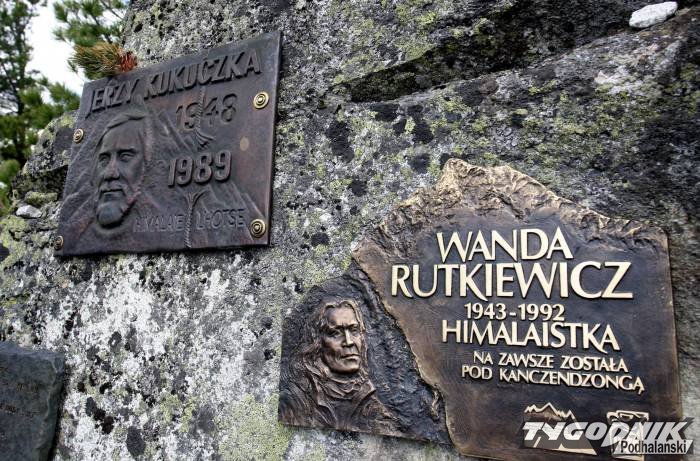 JERZY KUKUCZKA
1948
1989
HIMALAJE LHOTSE
WANDA
RUTKIEWICZ
1943-1992
HIMALAISTKA
NA ZAWSZE ZOSTAŁA
POD KANCZENDZONGĄ
TYGODNIK
Podhalański